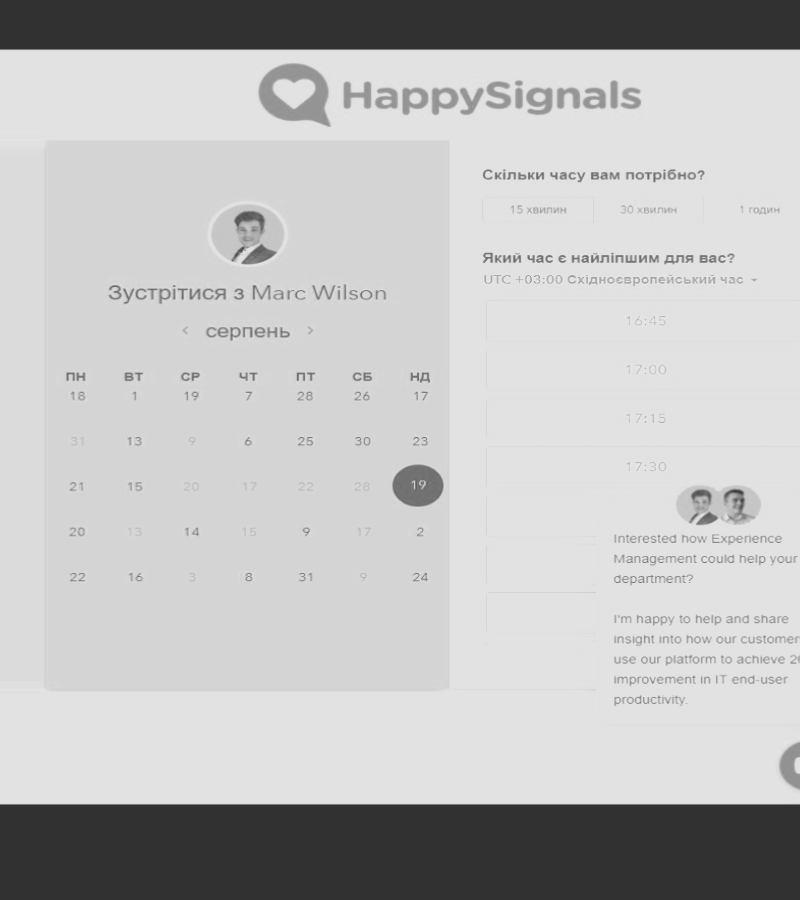 HappySignals
Зустрітися з Marc Wilson
серпень
ПН ВТ СР ЧТ ПТ СБ НД
18 1 19 7 28 26 17
31 13 9 6 25 30 23
21 15 20 17 22 28 19
20 13 14 15 9 17 2
22 16 3 8 31 9 24
Скільки часу вам потрібно?
15 хвилин 30 хвилин 1 годин
Який час є найліпшим для вас?
UTC +03:00 Східноєвропейський час
16:45
17:00
17:15
17:30
Interested how Experience
Management could help your
department?
I'm happy to help and share
insight into how our customer
use our platform to achieve 2
improvement in IT end-user
productivity.